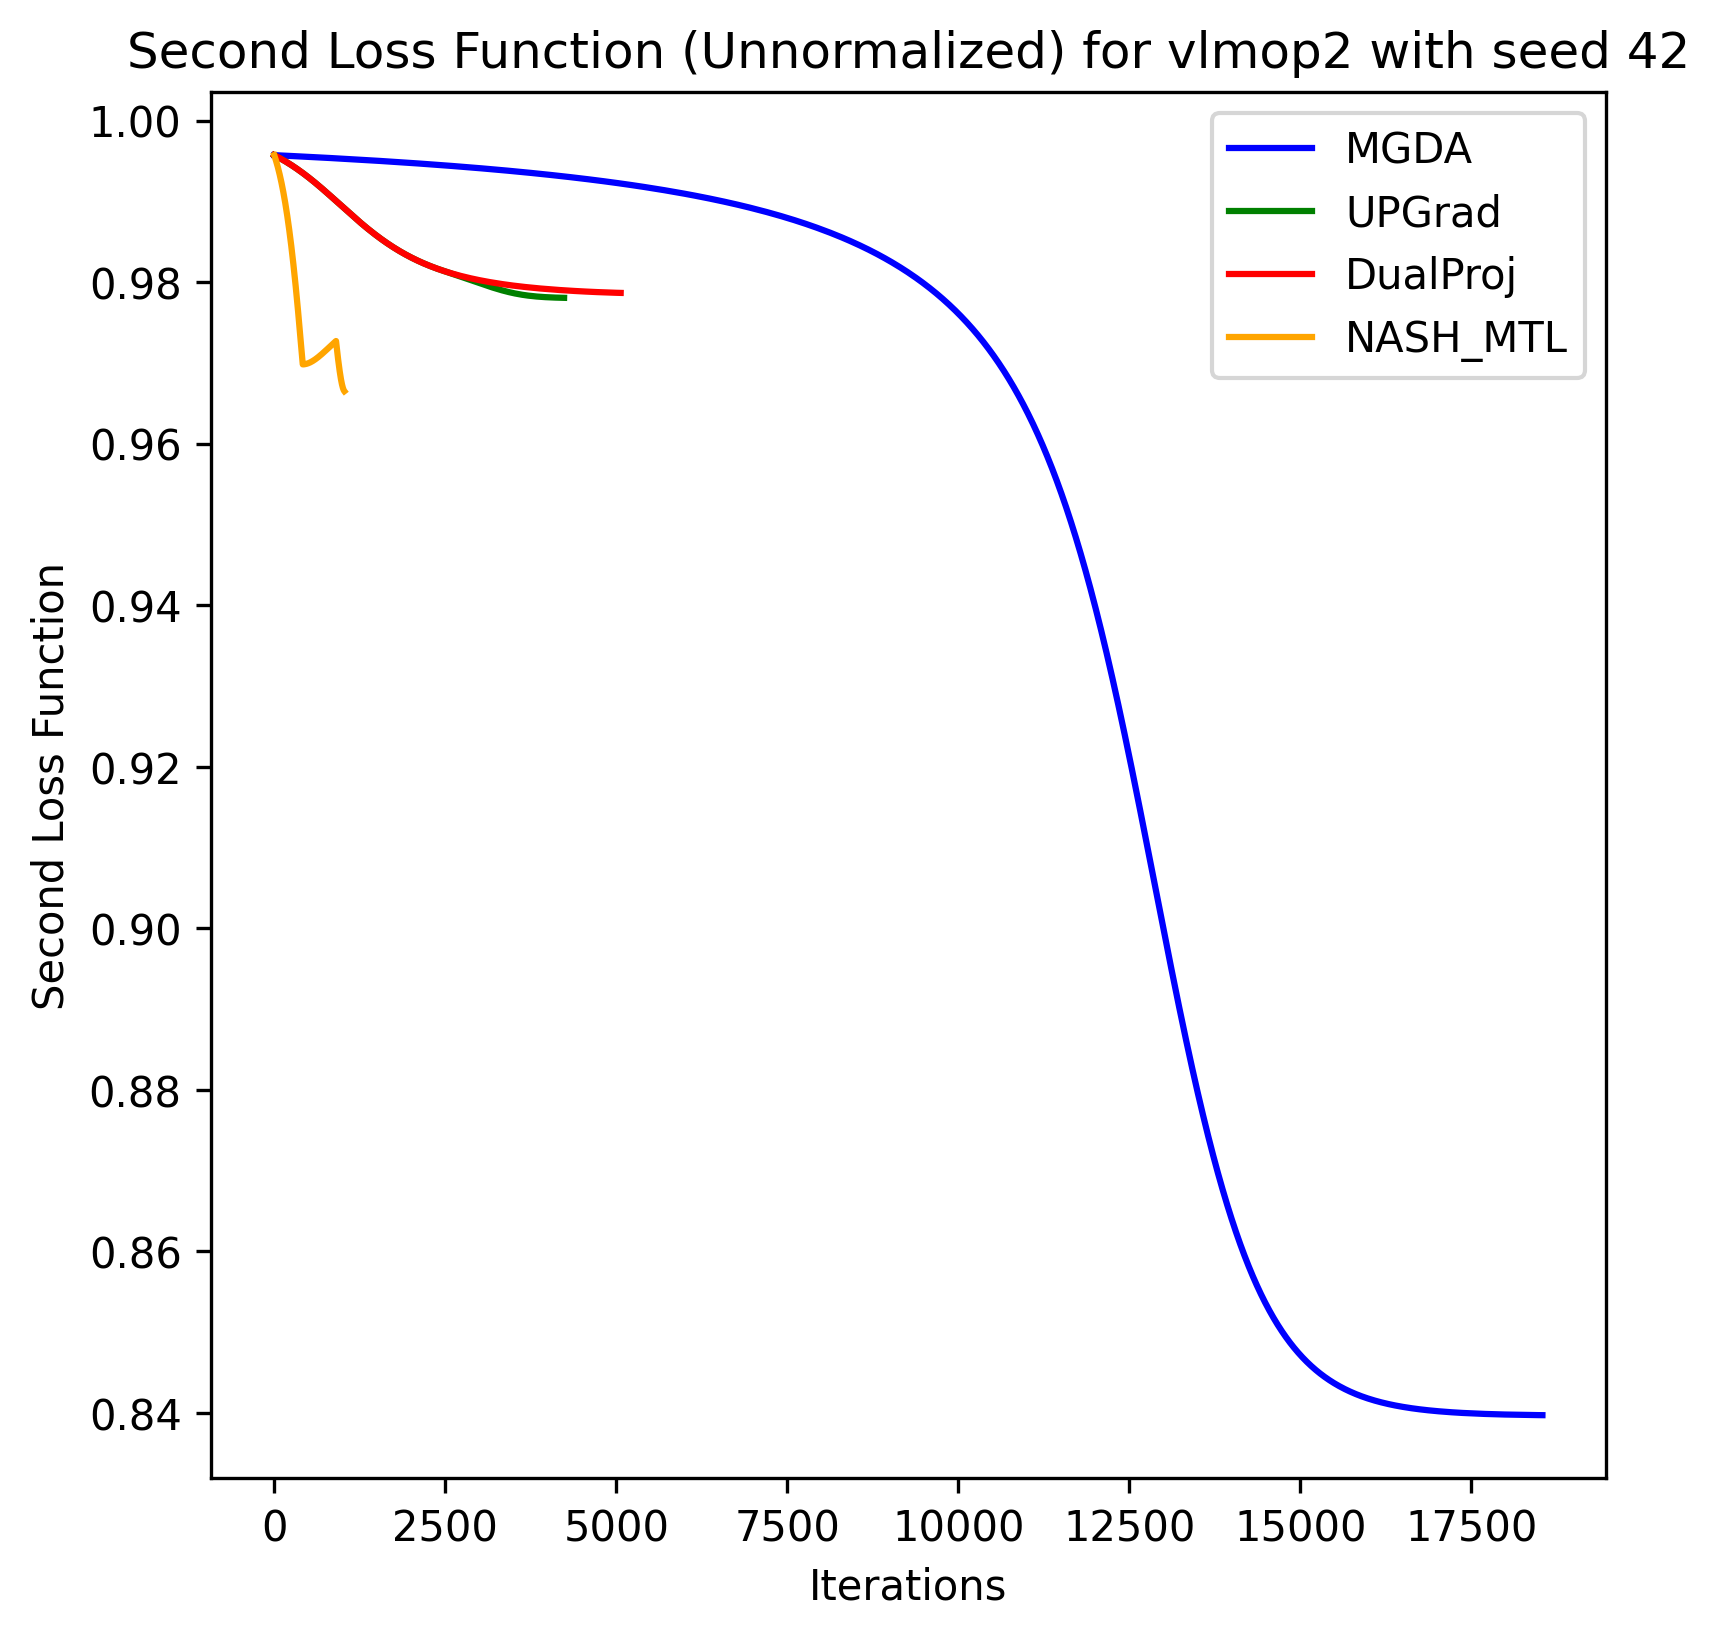 Second Loss Function (Unnormalized) for vlmop2 with seed 42
1.00
0.98
0.96
0.94
0.92
0.90
0.88
0.86
0.84
Second Loss Function
MGDA
UPGrad
DualProj
NASH_MTL
0 2500 5000 7500 10000 12500 15000 17500
Iterations